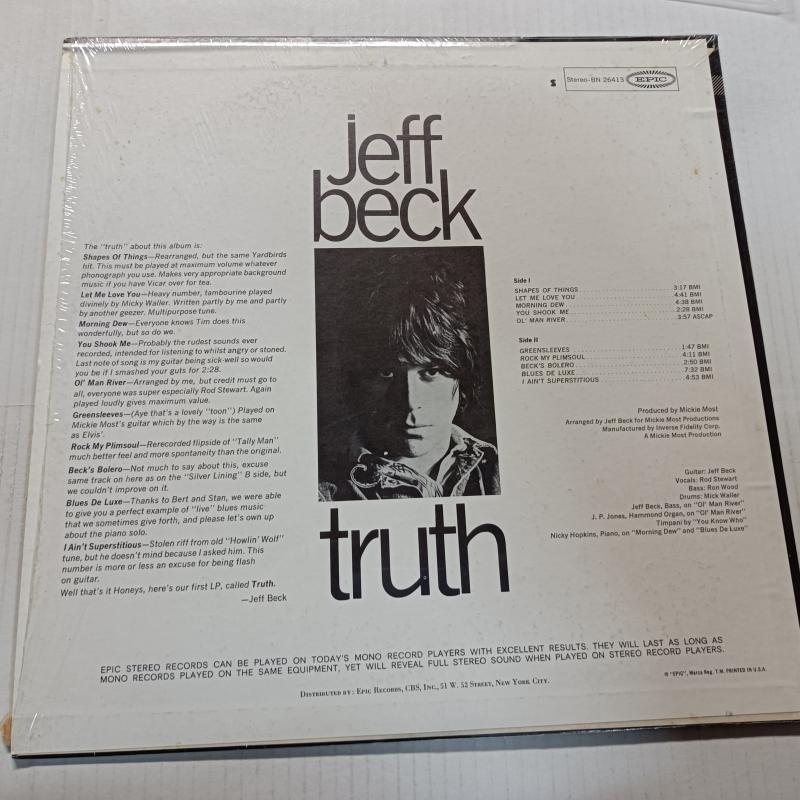 S
Stereo-BN 26413 EPIC
jeff
beck
The "truth" about this album is:
Shapes Of Things—Rearranged, but the same Yardbirds
hit. This must be played at maximum volume whatever
phonograph you use. Makes very appropriate background
music if you have Vicar over for tea.
Let Me Love You—Heavy number, tambourine played
divinely by Micky Waller. Written partly by me and partly
by another geezer. Multipurpose tune.
Morning Dew—Everyone knows Tim does this
wonderfully, but so do we.
You Shook Me—Probably the rudest sounds ever
recorded, intended for listening to whilst angry or stoned.
Last note of song is my guitar being sick-well so would
you be if I smashed your guts for 2:28.
Ol' Man River—Arranged by me, but credit must go to
all, everyone was super especially Rod Stewart. Again
played loudly gives maximum value.
Greensleeves—(Aye that's a lovely "toon") Played on
Mickie Most's guitar which by the way is the same
as Elvis'.
Rock My Plimsoul—Rerecorded flipside of "Tally Man"
much better feel and more spontaneity than the original.
Beck's Bolero—Not much to say about this, excuse
same track on here as on the "Silver Lining" B side, but
we couldn't improve on it.
Blues De Luxe—Thanks to Bert and Stan, we were able
to give you a perfect example of "live" blues music
that we sometimes give forth, and please let's own up
about the piano solo.
I Ain't Superstitious—Stolen riff from old "Howlin' Wolf"
tune, but he doesn't mind because I asked him. This
number is more or less an excuse for being flash
on guitar.
Well that's it Honeys, here's our first LP, called Truth.
—Jeff Beck
Side I
SHAPES OF THINGS 3:17 BMI
LET ME LOVE YOU 4:41 BMI
MORNING DEW 4:38 BMI
YOU SHOOK ME 2:28 BMI
OL' MAN RIVER 3:57 ASCAP
Side II
GREENSLEEVES 1:47 BMI
ROCK MY PLIMSOUL 4:11 BMI
BECK'S BOLERO 2:50 BMI
BLUES DE LUXE 7:32 BMI
I AIN'T SUPERSTITIOUS 4:53 BMI
Produced by Mickie Most
Arranged by Jeff Beck for Mickie Most Productions
Manufactured by Inverse Fidelity Corp.
A Mickie Most Production
Guitar: Jeff Beck
Vocals: Rod Stewart
Bass: Ron Wood
Drums: Mick Waller
Jeff Beck, Bass, on "Ol' Man River"
J. P. Jones, Hammond Organ, on "Ol' Man River"
Timpani by "You Know Who"
Nicky Hopkins, Piano, on "Morning Dew" and "Blues De Luxe"
truth
EPIC STEREO RECORDS CAN BE PLAYED ON TODAY'S MONO RECORD PLAYERS WITH EXCELLENT RESULTS. THEY WILL LAST AS LONG AS
MONO RECORDS PLAYED ON THE SAME EQUIPMENT, YET WILL REVEAL FULL STEREO SOUND WHEN PLAYED ON STEREO RECORD PLAYERS.
® "EPIC", Marca Reg. T.M. PRINTED IN U.S.A.
Distributed by: Epic Records, CBS, Inc., 51 W. 52 Street, New York City.